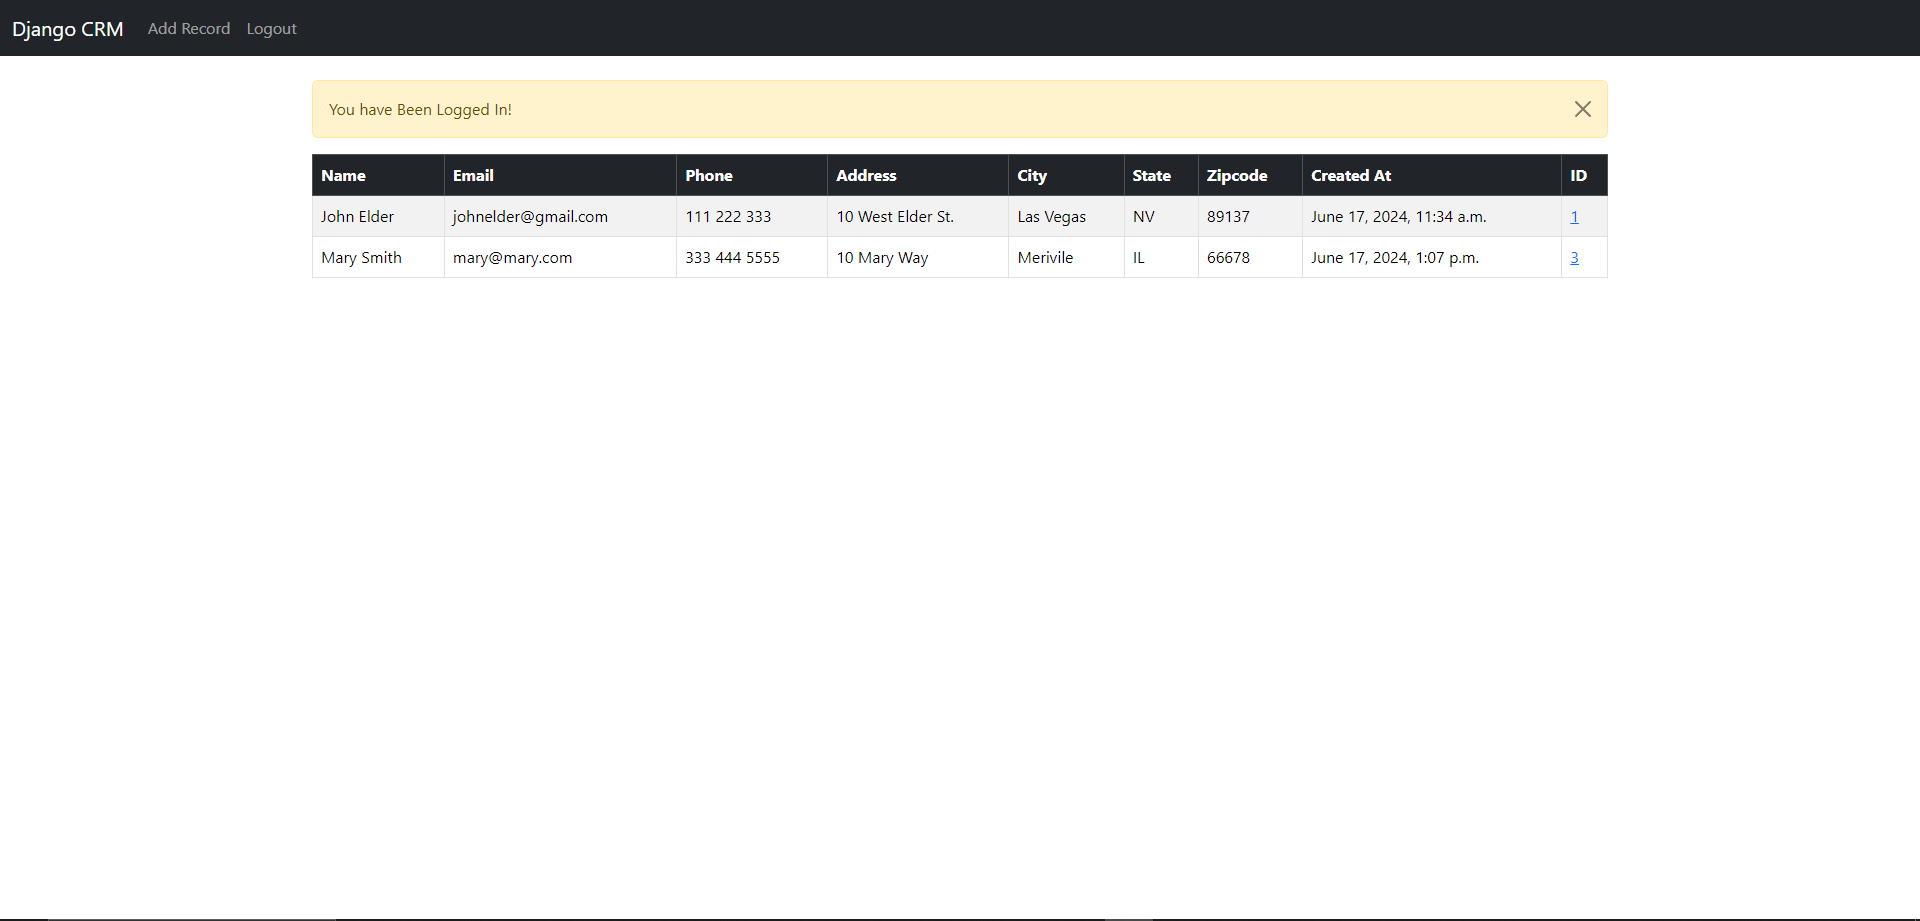 Django CRM Add Record Logout
You have Been Logged In!
Name Email Phone Address City State Zipcode Created At ID
John Elder johnelder@gmail.com 111 222 333 10 West Elder St. Las Vegas NV 89137 June 17, 2024, 11:34 a.m. 1
Mary Smith mary@mary.com 333 444 5555 10 Mary Way Merivile IL 66678 June 17, 2024, 1:07 p.m. 3